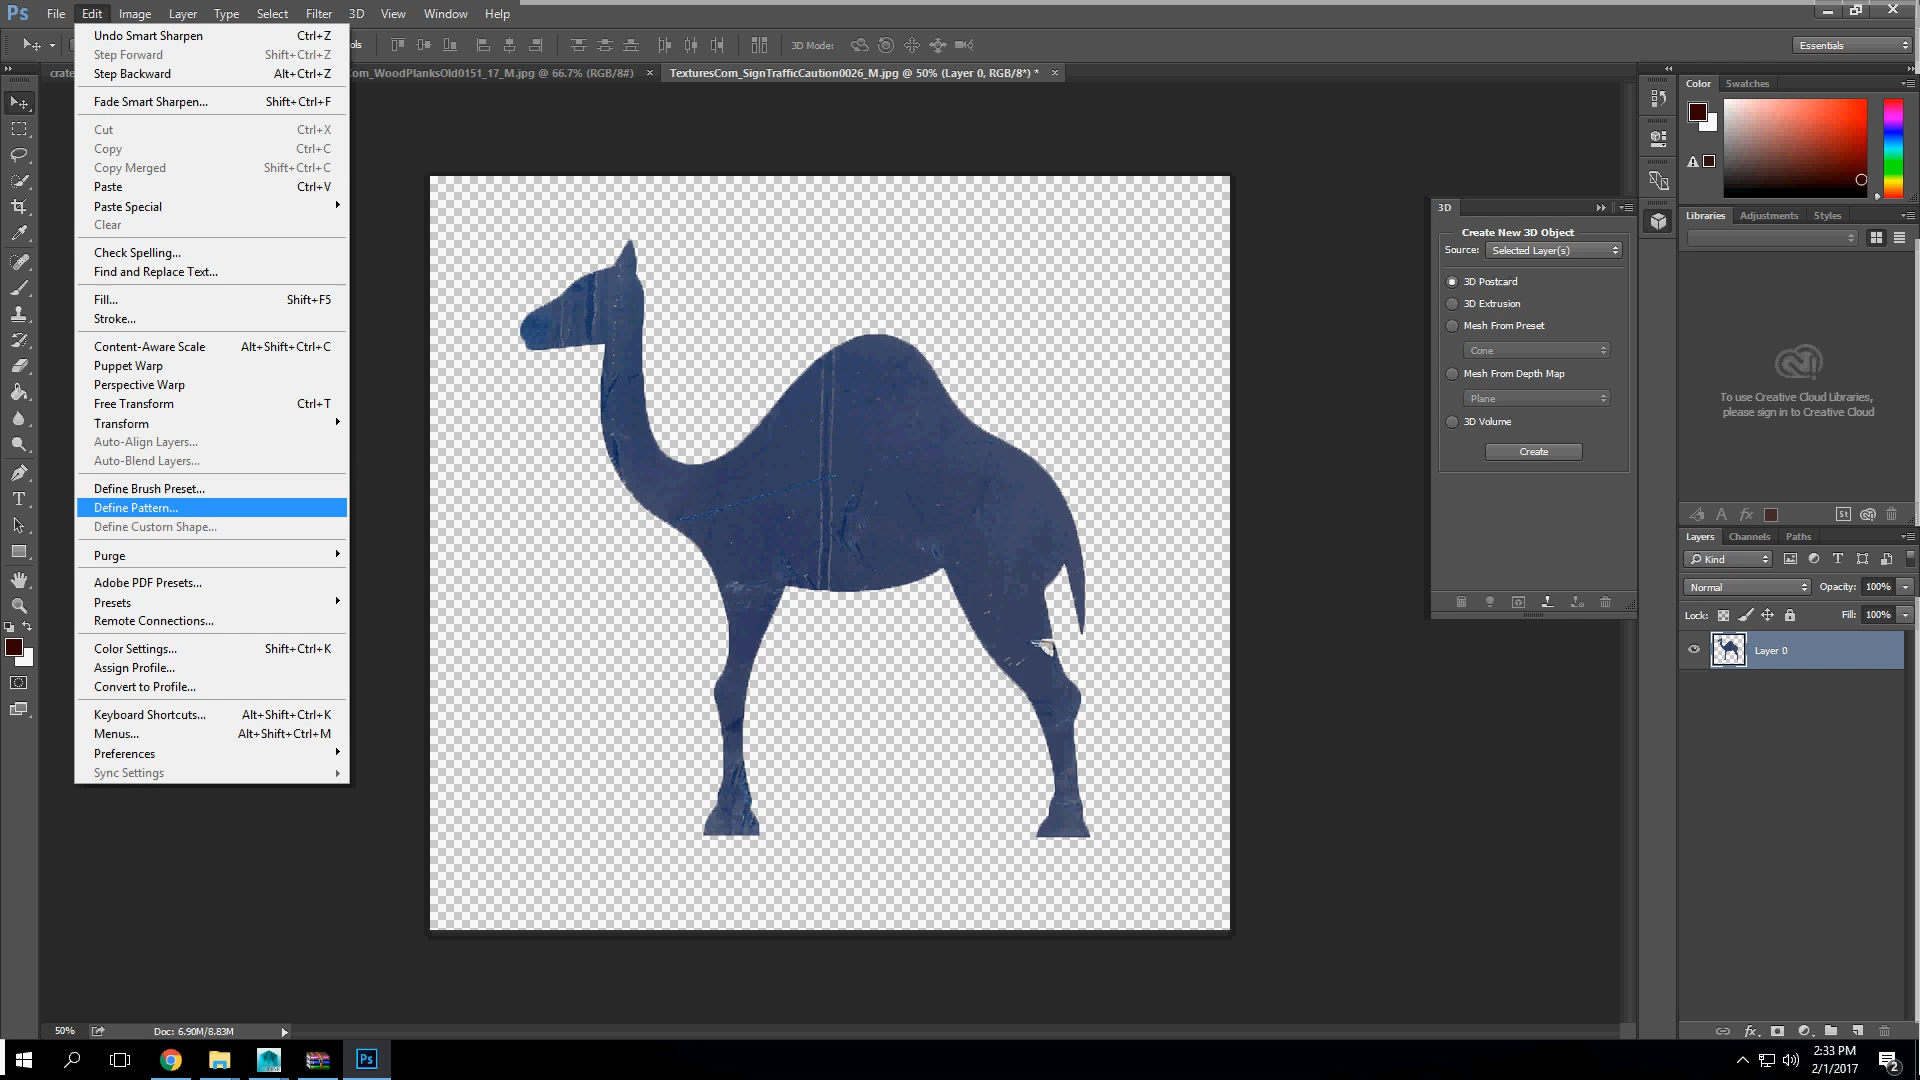 Ps File Edit Image Layer Type Select Filter 3D View Window Help
3D Mode: Essentials
crate
Com_WoodPlanksOld0151_17_M.jpg @ 66.7% (RGB/8#) ×
TexturesCom_SignTrafficCaution0026_M.jpg @ 50% (Layer 0, RGB/8*) * ×
Undo Smart Sharpen Ctrl+Z
Step Forward Shift+Ctrl+Z
Step Backward Alt+Ctrl+Z
Fade Smart Sharpen... Shift+Ctrl+F
Cut Ctrl+X
Copy Ctrl+C
Copy Merged Shift+Ctrl+C
Paste Ctrl+V
Paste Special
Clear
Check Spelling...
Find and Replace Text...
Fill... Shift+F5
Stroke...
Content-Aware Scale Alt+Shift+Ctrl+C
Puppet Warp
Perspective Warp
Free Transform Ctrl+T
Transform
Auto-Align Layers...
Auto-Blend Layers...
Define Brush Preset...
Define Pattern...
Define Custom Shape...
Purge
Adobe PDF Presets...
Presets
Remote Connections...
Color Settings... Shift+Ctrl+K
Assign Profile...
Convert to Profile...
Keyboard Shortcuts... Alt+Shift+Ctrl+K
Menus... Alt+Shift+Ctrl+M
Preferences
Sync Settings
3D
Create New 3D Object
Source: Selected Layer(s)
3D Postcard
3D Extrusion
Mesh From Preset
Cone
Mesh From Depth Map
Plane
3D Volume
Create
Color Swatches
Libraries Adjustments Styles
To use Creative Cloud Libraries,
please sign in to Creative Cloud
A fx St
Layers Channels Paths
Kind T
Normal Opacity: 100%
Lock: Fill: 100%
Layer 0
fx
50% Doc: 6.90M/8.83M
Ps
2:33 PM
2/1/2017
2